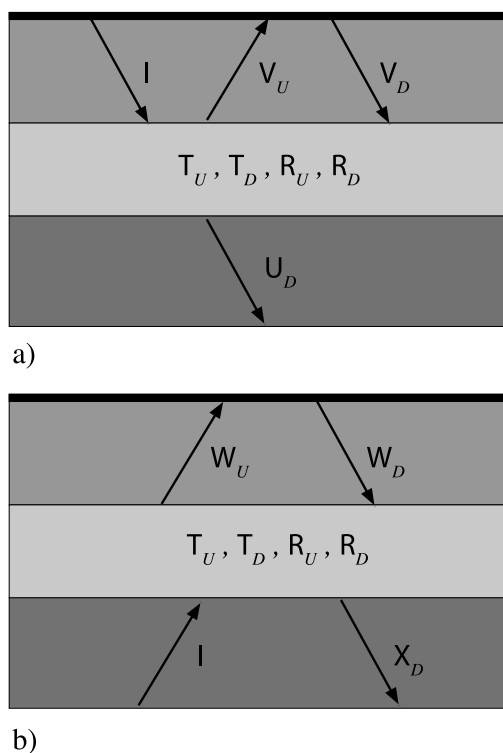 I V_U V_D
T_U , T_D , R_U , R_D
U_D
a)
W_U W_D
T_U , T_D , R_U , R_D
I X_D
b)